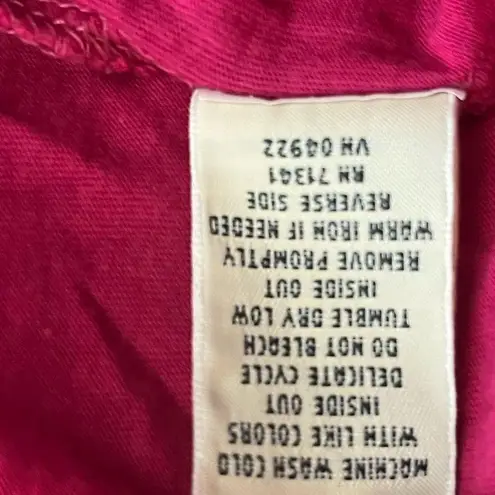 MACHINE WASH COLD
WITH LIKE COLORS
INSIDE OUT
DELICATE CYCLE
DO NOT BLEACH
TUMBLE DRY LOW
INSIDE OUT
REMOVE PROMPTLY
WARM IRON IF NEEDED
REVERSE SIDE
RN 71341
VH 04922